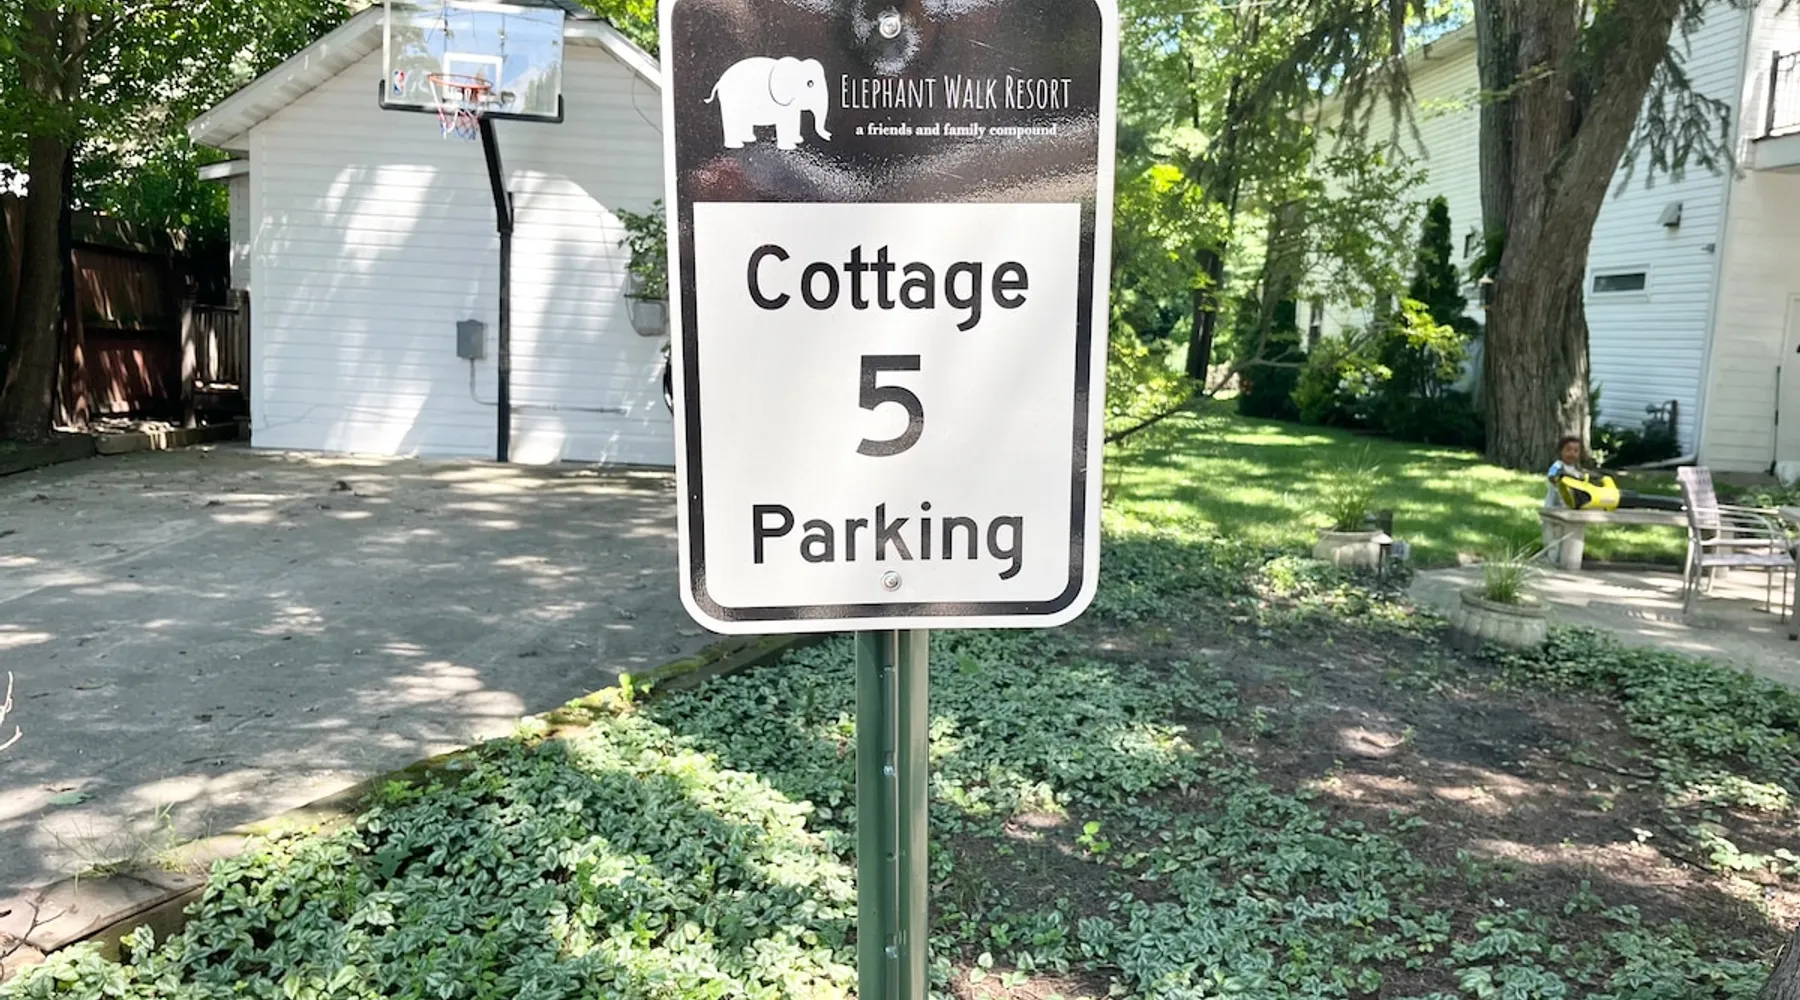 Elephant Walk Resort
a friends and family compound
Cottage
5
Parking